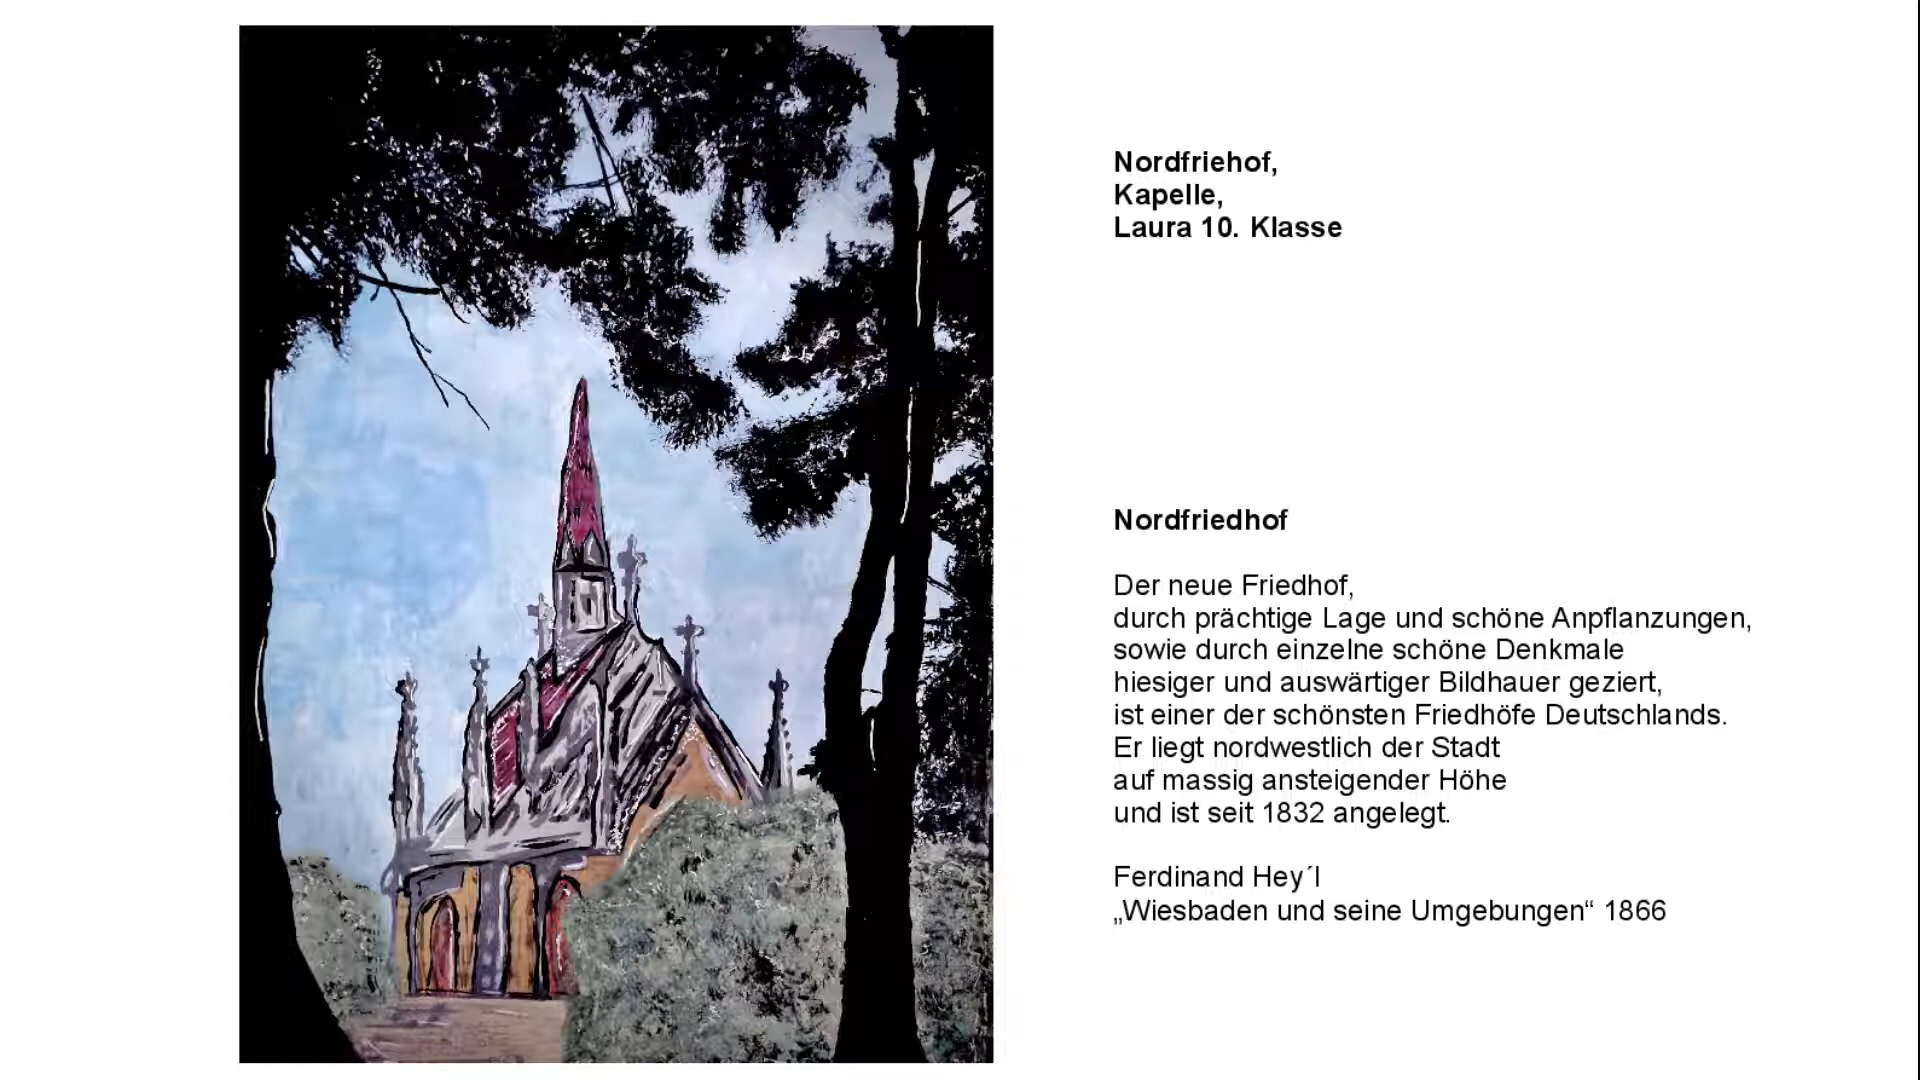 Nordfriehof,
Kapelle,
Laura 10. Klasse
Nordfriedhof
Der neue Friedhof,
durch prächtige Lage und schöne Anpflanzungen,
sowie durch einzelne schöne Denkmale
hiesiger und auswärtiger Bildhauer geziert,
ist einer der schönsten Friedhöfe Deutschlands.
Er liegt nordwestlich der Stadt
auf massig ansteigender Höhe
und ist seit 1832 angelegt.
Ferdinand Hey´l
„Wiesbaden und seine Umgebungen“ 1866